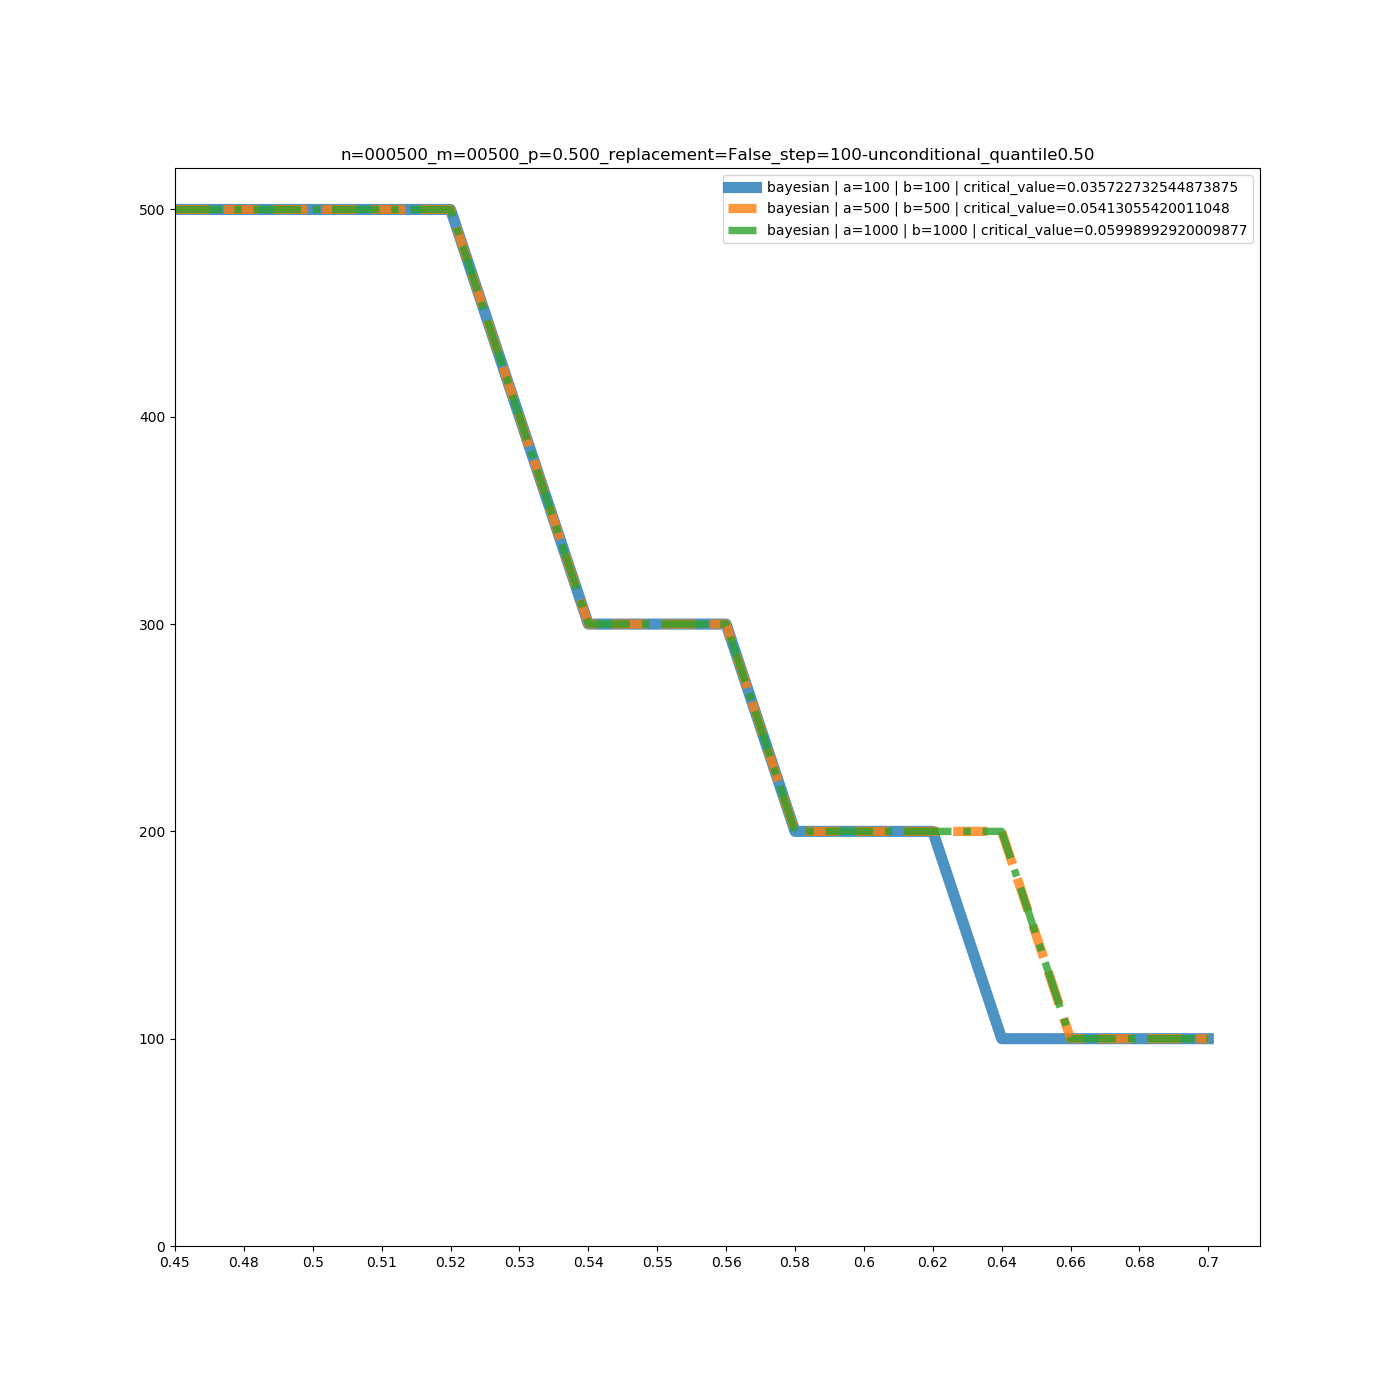 n=000500_m=00500_p=0.500_replacement=False_step=100-unconditional_quantile0.50
bayesian | a=100 | b=100 | critical_value=0.035722732544873875
bayesian | a=500 | b=500 | critical_value=0.05413055420011048
bayesian | a=1000 | b=1000 | critical_value=0.05998992920009877
500
400
300
200
100
0
0.45 0.48 0.5 0.51 0.52 0.53 0.54 0.55 0.56 0.58 0.6 0.62 0.64 0.66 0.68 0.7